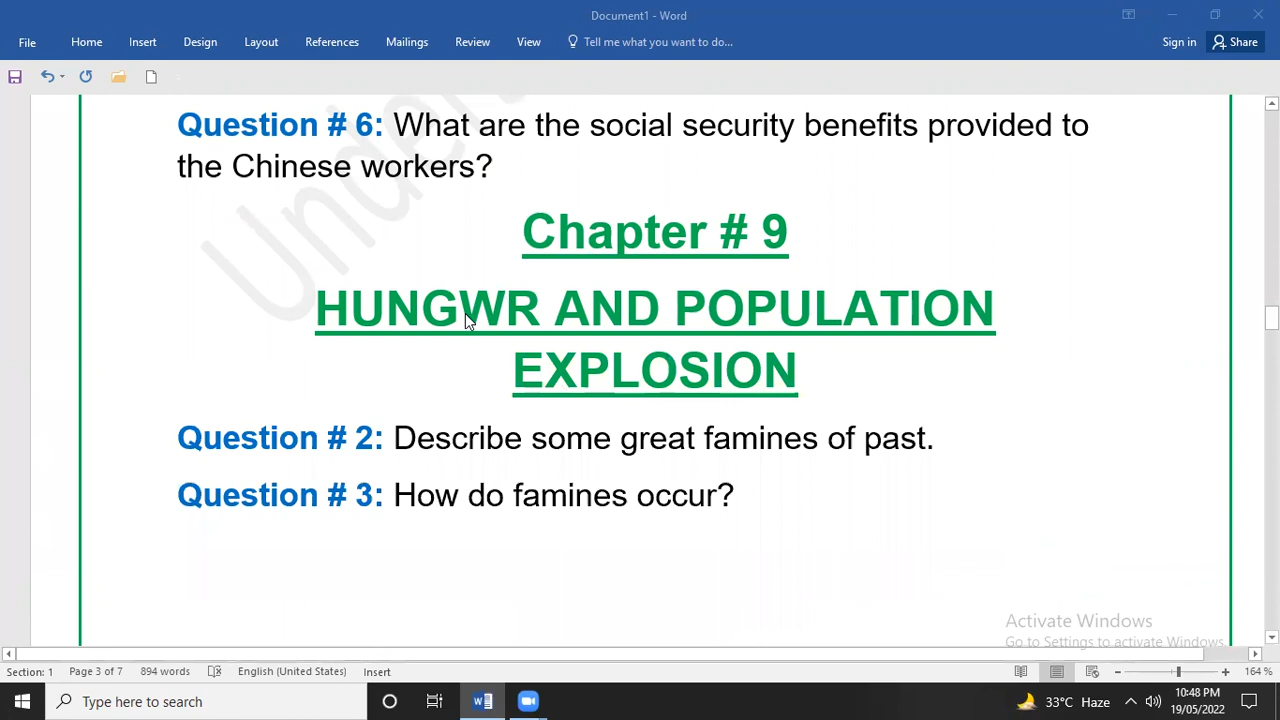 Document1 - Word
File Home Insert Design Layout References Mailings Review View Tell me what you want to do... Sign in Share
Question # 6: What are the social security benefits provided to
the Chinese workers?
Chapter # 9
HUNGWR AND POPULATION
EXPLOSION
Question # 2: Describe some great famines of past.
Question # 3: How do famines occur?
Activate Windows
Go to Settings to activate Windows.
Section: 1 Page 3 of 7 894 words English (United States) Insert 164 %
Type here to search 33°C Haze 10:48 PM
19/05/2022